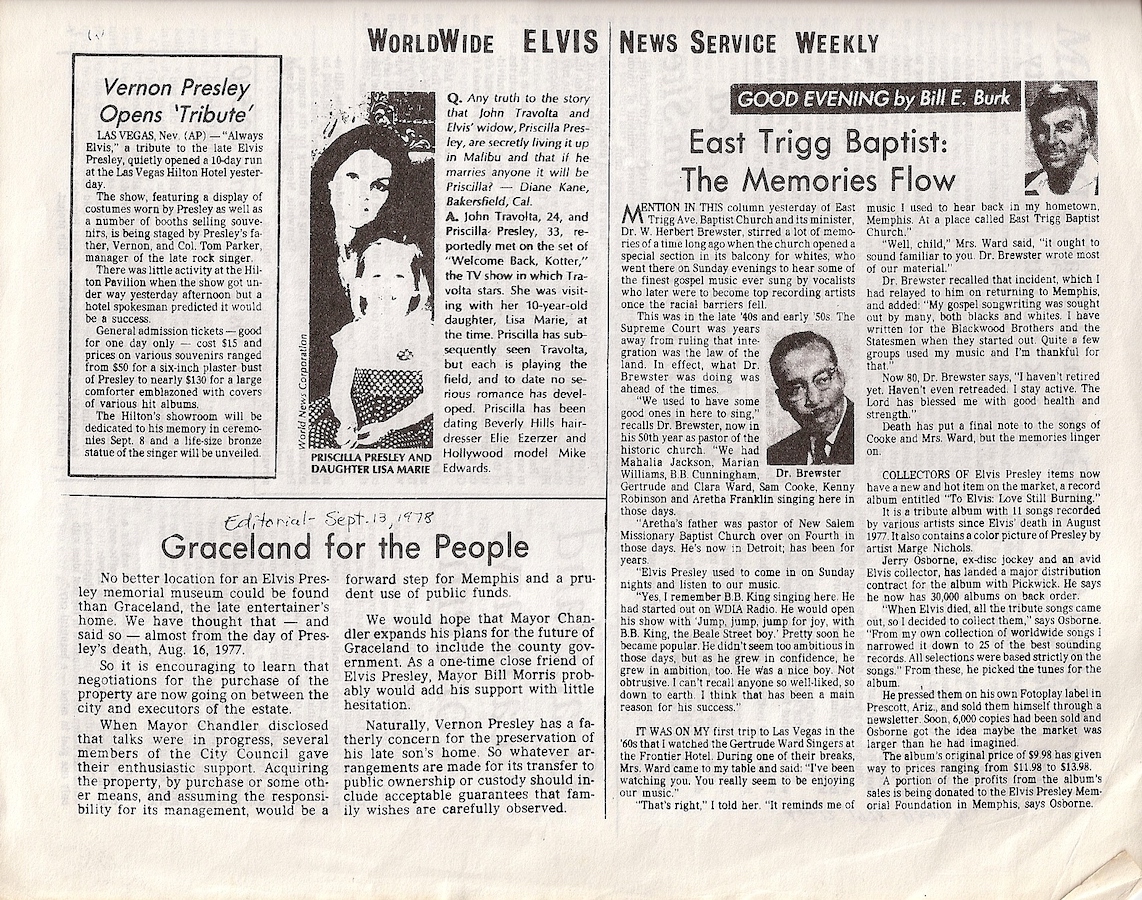 WORLDWIDE ELVIS NEWS SERVICE WEEKLY
Vernon Presley
Opens 'Tribute'
LAS VEGAS, Nev. (AP) — "Always
Elvis," a tribute to the late Elvis
Presley, quietly opened a 10-day run
at the Las Vegas Hilton Hotel yester-
day.
The show, featuring a display of
costumes worn by Presley as well as
a number of booths selling souve-
nirs, is being staged by Presley's fa-
ther, Vernon, and Col. Tom Parker,
manager of the late rock singer.
There was little activity at the Hil-
ton Pavilion when the show got un-
der way yesterday afternoon but a
hotel spokesman predicted it would
be a success.
General admission tickets — good
for one day only — cost $15 and
prices on various souvenirs ranged
from $50 for a six-inch plaster bust
of Presley to nearly $130 for a large
comforter emblazoned with covers
of various hit albums.
The Hilton's showroom will be
dedicated to his memory in ceremo-
nies Sept. 8 and a life-size bronze
statue of the singer will be unveiled.
World News Corporation
PRISCILLA PRESLEY AND
DAUGHTER LISA MARIE
Q. Any truth to the story
that John Travolta and
Elvis' widow, Priscilla Pres-
ley, are secretly living it up
in Malibu and that if he
marries anyone it will be
Priscilla? — Diane Kane,
Bakersfield, Cal.
A. John Travolta, 24, and
Priscilla Presley, 33, re-
portedly met on the set of
"Welcome Back, Kotter,"
the TV show in which Tra-
volta stars. She was visit-
ing with her 10-year-old
daughter, Lisa Marie, at
the time. Priscilla has sub-
sequently seen Travolta,
but each is playing the
field, and to date no se-
rious romance has devel-
oped. Priscilla has been
dating Beverly Hills hair-
dresser Elie Ezerzer and
Hollywood model Mike
Edwards.
Editorial - Sept. 13, 1978
Graceland for the People
No better location for an Elvis Pres-
ley memorial museum could be found
than Graceland, the late entertainer's
home. We have thought that — and
said so — almost from the day of Pres-
ley's death, Aug. 16, 1977.
So it is encouraging to learn that
negotiations for the purchase of the
property are now going on between the
city and executors of the estate.
When Mayor Chandler disclosed
that talks were in progress, several
members of the City Council gave
their enthusiastic support. Acquiring
the property, by purchase or some oth-
er means, and assuming the responsi-
bility for its management, would be a
forward step for Memphis and a pru-
dent use of public funds.
We would hope that Mayor Chan-
dler expands his plans for the future of
Graceland to include the county gov-
ernment. As a one-time close friend of
Elvis Presley, Mayor Bill Morris prob-
ably would add his support with little
hesitation.
Naturally, Vernon Presley has a fa-
therly concern for the preservation of
his late son's home. So whatever ar-
rangements are made for its transfer to
public ownership or custody should in-
clude acceptable guarantees that fam-
ily wishes are carefully observed.
GOOD EVENING by Bill E. Burk
East Trigg Baptist:
The Memories Flow
MENTION IN THIS column yesterday of East
Trigg Ave. Baptist Church and its minister,
Dr. W. Herbert Brewster, stirred a lot of memo-
ries of a time long ago when the church opened a
special section in its balcony for whites, who
went there on Sunday evenings to hear some of
the finest gospel music ever sung by vocalists
who later were to become top recording artists
once the racial barriers fell.
This was in the late '40s and early '50s. The
Supreme Court was years
away from ruling that inte-
gration was the law of the
land. In effect, what Dr.
Brewster was doing was
ahead of the times.
"We used to have some
good ones in here to sing,"
recalls Dr. Brewster, now in
his 50th year as pastor of the
historic church. "We had
Mahalia Jackson, Marian
Williams, B.B. Cunningham,
Dr. Brewster
Gertrude and Clara Ward, Sam Cooke, Kenny
Robinson and Aretha Franklin singing here in
those days.
"Aretha's father was pastor of New Salem
Missionary Baptist Church over on Fourth in
those days. He's now in Detroit; has been for
years.
"Elvis Presley used to come in on Sunday
nights and listen to our music.
"Yes, I remember B.B. King singing here. He
had started out on WDIA Radio. He would open
his show with 'Jump, jump, jump for joy, with
B.B. King, the Beale Street boy.' Pretty soon he
became popular. He didn't seem too ambitious in
those days, but as he grew in confidence, he
grew in ambition, too. He was a nice boy. Not
obtrusive. I can't recall anyone so well-liked, so
down to earth. I think that has been a main
reason for his success."
IT WAS ON MY first trip to Las Vegas in the
'60s that I watched the Gertrude Ward Singers at
the Frontier Hotel. During one of their breaks,
Mrs. Ward came to my table and said: "I've been
watching you. You really seem to be enjoying
our music."
"That's right," I told her. "It reminds me of
music I used to hear back in my hometown,
Memphis. At a place called East Trigg Baptist
Church."
"Well, child," Mrs. Ward said, "it ought to
sound familiar to you. Dr. Brewster wrote most
of our material."
Dr. Brewster recalled that incident, which I
had relayed to him on returning to Memphis,
and added: "My gospel songwriting was sought
out by many, both blacks and whites. I have
written for the Blackwood Brothers and the
Statesmen when they started out. Quite a few
groups used my music and I'm thankful for
that."
Now 80, Dr. Brewster says, "I haven't retired
yet. Haven't even retreaded. I stay active. The
Lord has blessed me with good health and
strength."
Death has put a final note to the songs of
Cooke and Mrs. Ward, but the memories linger
on.
COLLECTORS OF Elvis Presley items now
have a new and hot item on the market, a record
album entitled "To Elvis: Love Still Burning."
It is a tribute album with 11 songs recorded
by various artists since Elvis' death in August
1977. It also contains a color picture of Presley by
artist Marge Nichols.
Jerry Osborne, ex-disc jockey and an avid
Elvis collector, has landed a major distribution
contract for the album with Pickwick. He says
he now has 30,000 albums on back order.
"When Elvis died, all the tribute songs came
out, so I decided to collect them," says Osborne.
"From my own collection of worldwide songs I
narrowed it down to 25 of the best sounding
records. All selections were based strictly on the
songs." From these, he picked the tunes for the
album.
He pressed them on his own Fotoplay label in
Prescott, Ariz., and sold them himself through a
newsletter. Soon, 6,000 copies had been sold and
Osborne got the idea maybe the market was
larger than he had imagined.
The album's original price of $9.98 has given
way to prices ranging from $11.98 to $13.98.
A portion of the profits from the album's
sales is being donated to the Elvis Presley Mem-
orial Foundation in Memphis, says Osborne.